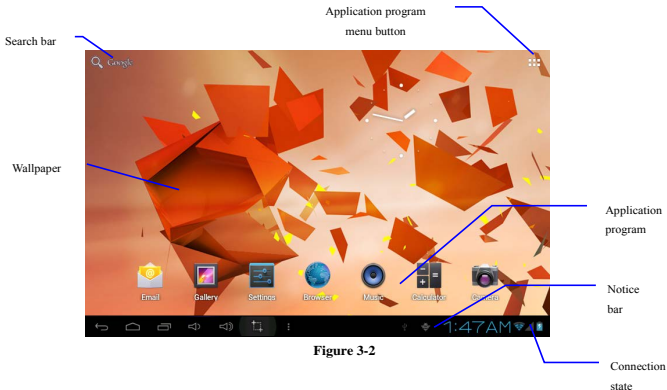 Application program
menu button
Search bar
Google
Wallpaper
Application
program
Email
Gallery
Settings
Browser
Music
Calculator
Camera
Notice
bar
1:47AM
Figure 3-2
Connection
state